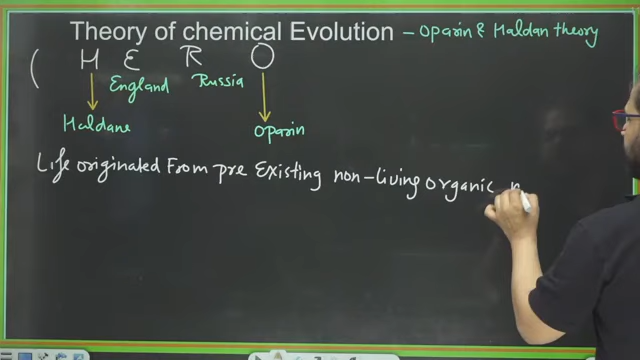 Theory of chemical Evolution - Oparin & Haldan theory
( H E R O
England Russia
Haldane Oparin
Life originated From pre Existing non-living organic